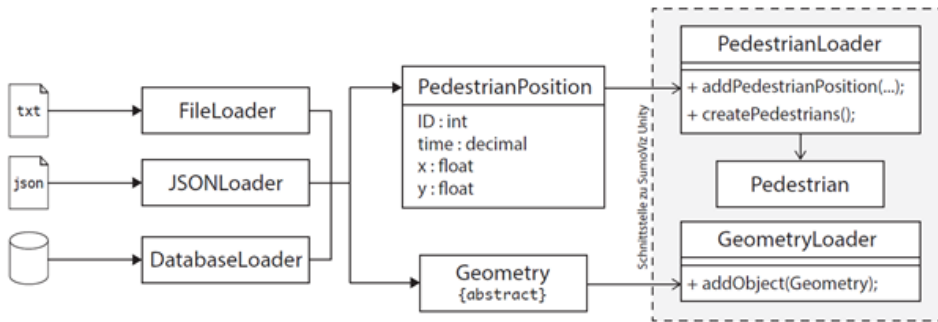 txt
FileLoader
json
JSONLoader
DatabaseLoader
PedestrianPosition
ID : int
time : decimal
x : float
y : float
Geometry
{abstract}
Schnittstelle zu SumoViz Unity
PedestrianLoader
+ addPedestrianPosition(...);
+ createPedestrians();
Pedestrian
GeometryLoader
+ addObject(Geometry);